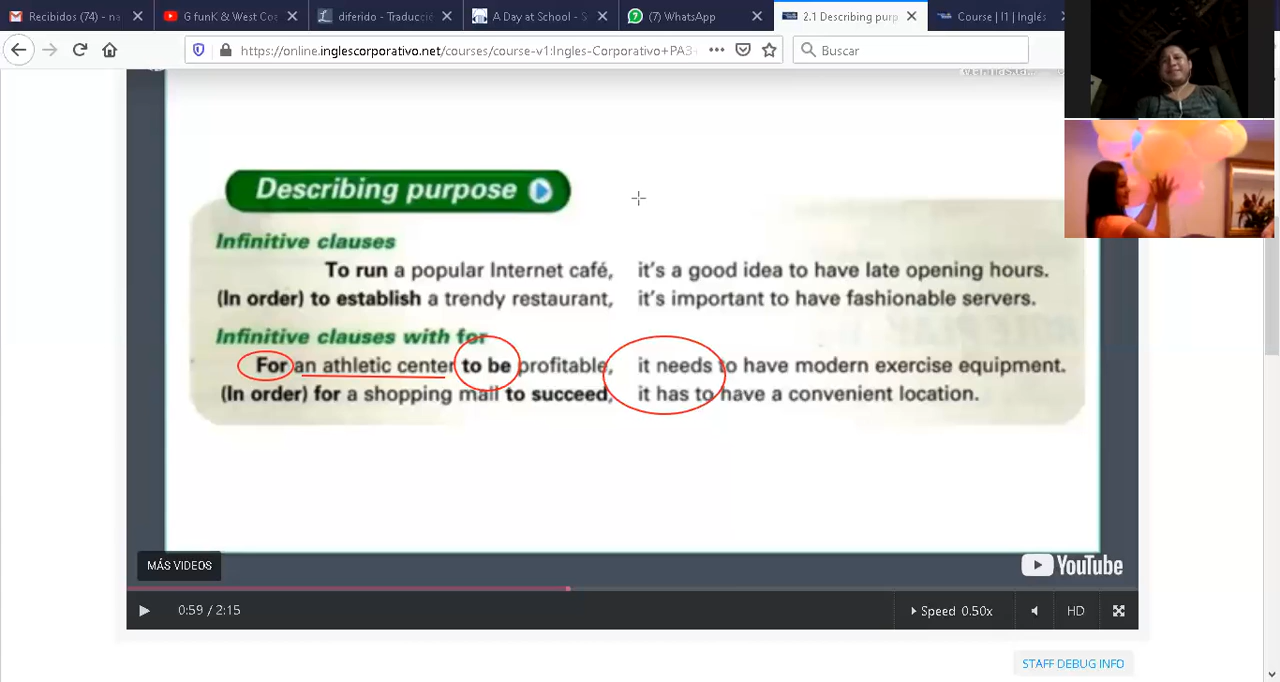 Recibidos (74) - na
G funK & West Coa
diferido - Traducció
A Day at School - S
(7) WhatsApp
2.1 Describing purp
Course | I1 | Inglés
https://online.inglescorporativo.net/courses/course-v1:Ingles-Corporativo+PA3+
Buscar
Describing purpose
Infinitive clauses
To run a popular Internet café, it's a good idea to have late opening hours.
(In order) to establish a trendy restaurant, it's important to have fashionable servers.
Infinitive clauses with for
For an athletic center to be profitable, it needs to have modern exercise equipment.
(In order) for a shopping mall to succeed, it has to have a convenient location.
MÁS VIDEOS
YouTube
0:59 / 2:15
Speed 0.50x
HD
STAFF DEBUG INFO